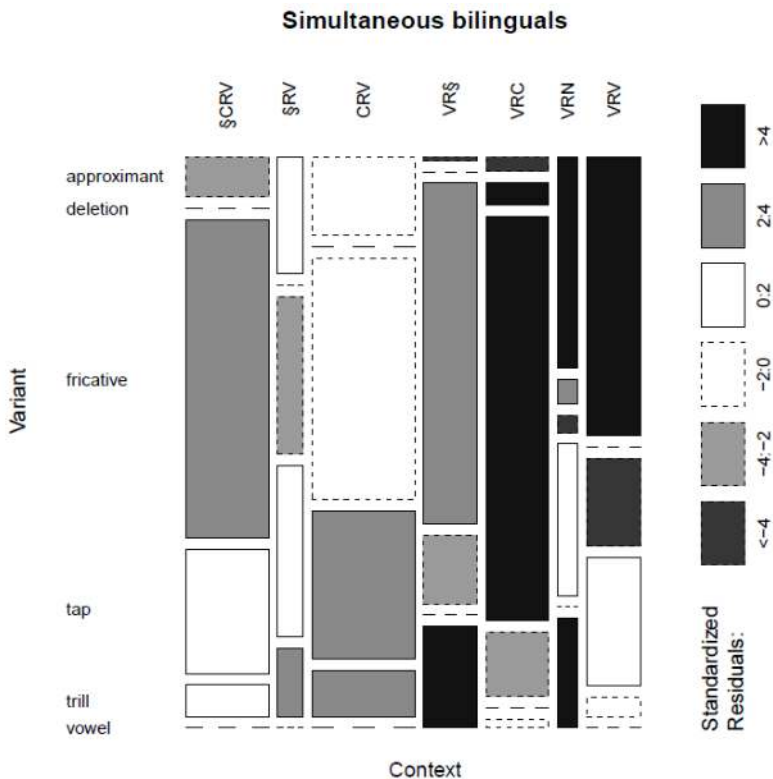 Simultaneous bilinguals
§CRV
§RV
CRV
VR§
VRC
VRN
VRV
approximant
deletion
fricative
tap
trill
vowel
Variant
Context
>4
2:4
0:2
−2:0
−4:−2
<−4
Standardized
Residuals: